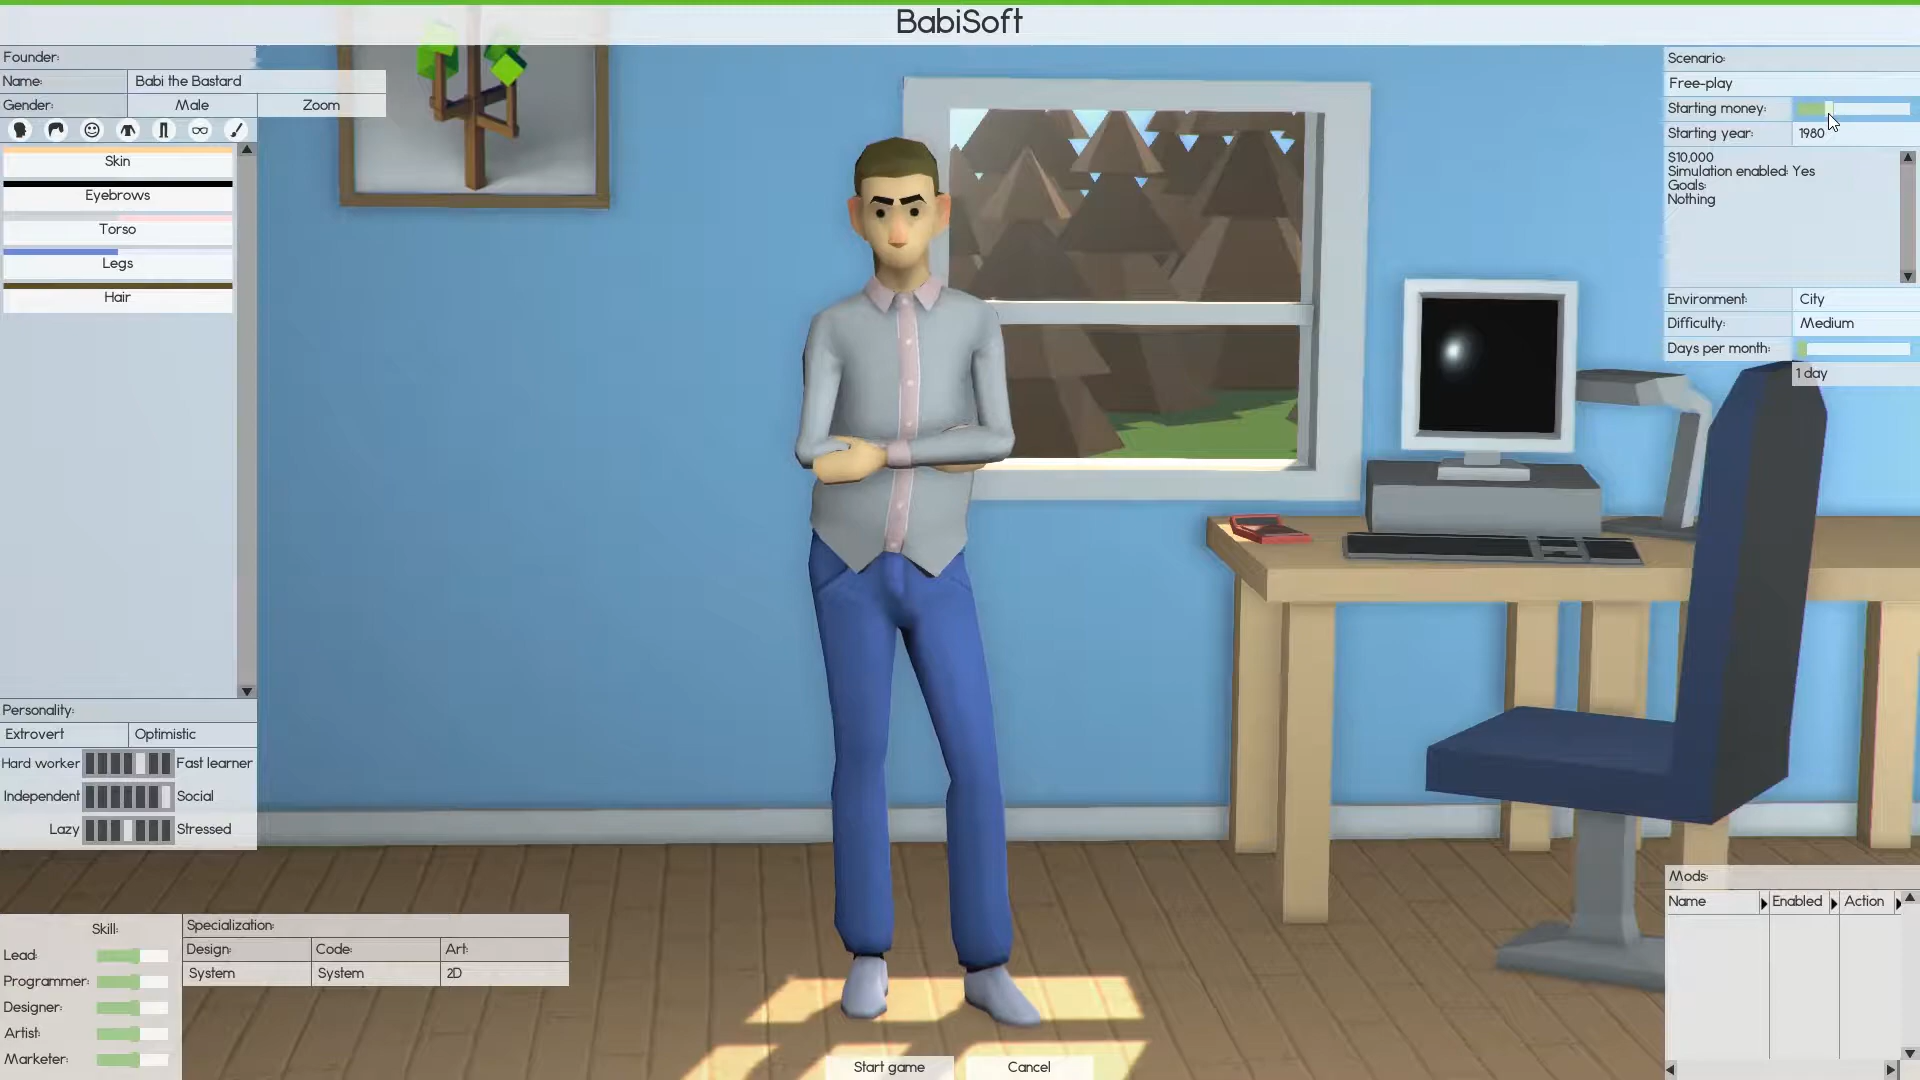 BabiSoft
Founder:
Name: Babi the Bastard
Gender: Male Zoom
Skin
Eyebrows
Torso
Legs
Hair
Personality:
Extrovert Optimistic
Hard worker Fast learner
Independent Social
Lazy Stressed
Skill:
Lead:
Programmer:
Designer:
Artist:
Marketer:
Specialization:
Design: Code: Art:
System System 2D
Start game Cancel
Scenario:
Free-play
Starting money:
Starting year: 1980
$10,000
Simulation enabled: Yes
Goals:
Nothing
Environment: City
Difficulty: Medium
Days per month:
1 day
Mods:
Name Enabled Action